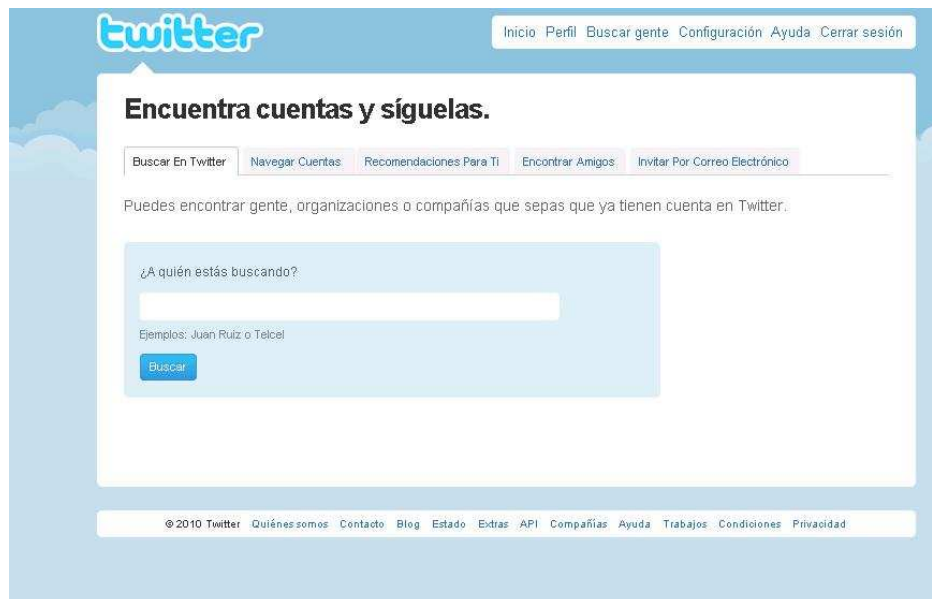 twitter
Inicio Perfil Buscar gente Configuración Ayuda Cerrar sesión
Encuentra cuentas y síguelas.
Buscar En Twitter Navegar Cuentas Recomendaciones Para Ti Encontrar Amigos Invitar Por Correo Electrónico
Puedes encontrar gente, organizaciones o compañías que sepas que ya tienen cuenta en Twitter.
¿A quién estás buscando?
Ejemplos: Juan Ruiz o Telcel
Buscar
© 2010 Twitter Quiénes somos Contacto Blog Estado Extras API Compañías Ayuda Trabajos Condiciones Privacidad